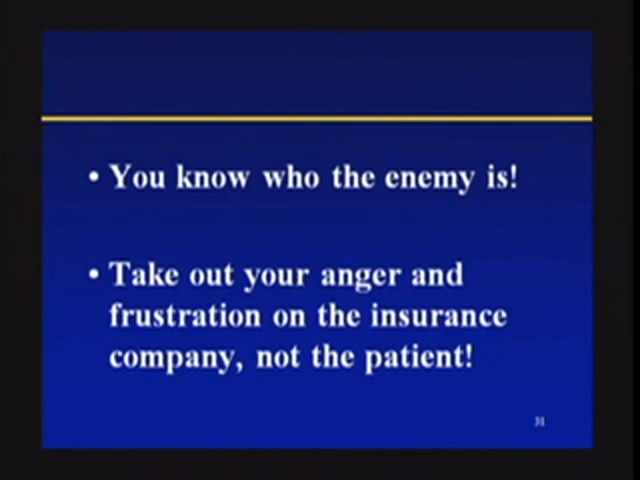 • You know who the enemy is!
• Take out your anger and
frustration on the insurance
company, not the patient!
31